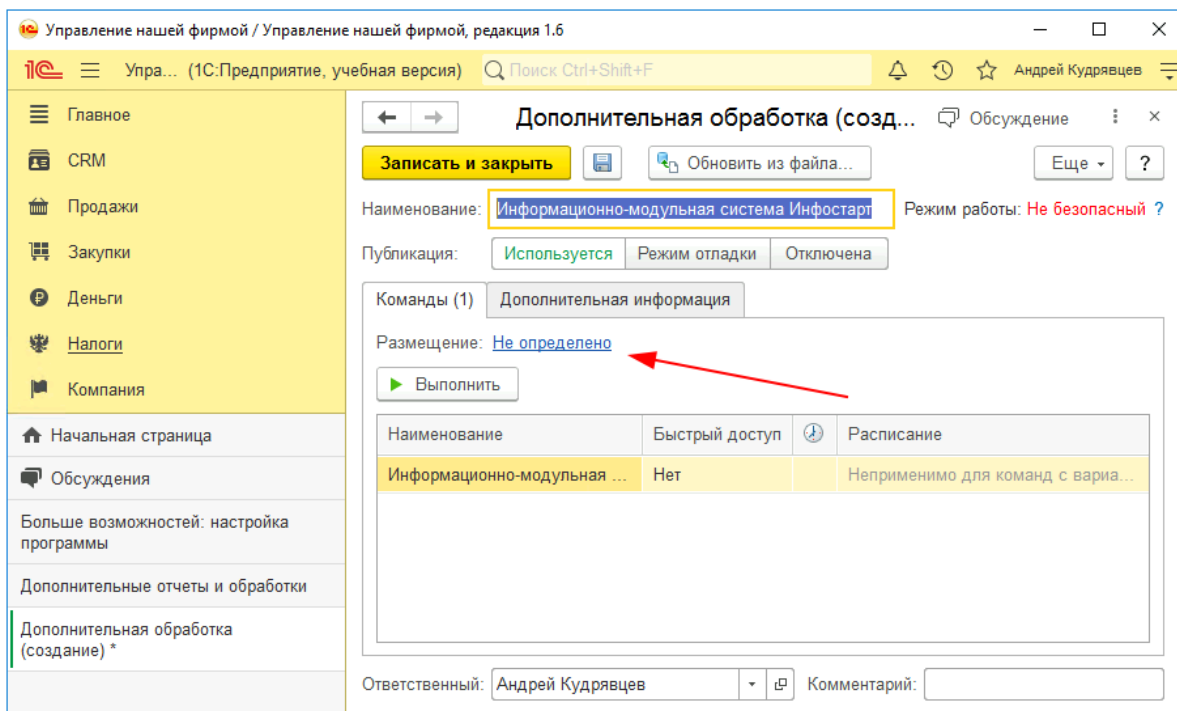 Управление нашей фирмой / Управление нашей фирмой, редакция 1.6
1С Упра... (1С:Предприятие, учебная версия) Поиск Ctrl+Shift+F Андрей Кудрявцев
Главное
CRM
Продажи
Закупки
Деньги
Налоги
Компания
Начальная страница
Обсуждения
Больше возможностей: настройка
программы
Дополнительные отчеты и обработки
Дополнительная обработка
(создание) *
Дополнительная обработка (созд... Обсуждение
Записать и закрыть Обновить из файла... Еще ?
Наименование: Информационно-модульная система Инфостарт Режим работы: Не безопасный ?
Публикация: Используется Режим отладки Отключена
Команды (1) Дополнительная информация
Размещение: Не определено
Выполнить
Наименование Быстрый доступ Расписание
Информационно-модульная ... Нет Неприменимо для команд с вариа...
Ответственный: Андрей Кудрявцев Комментарий: